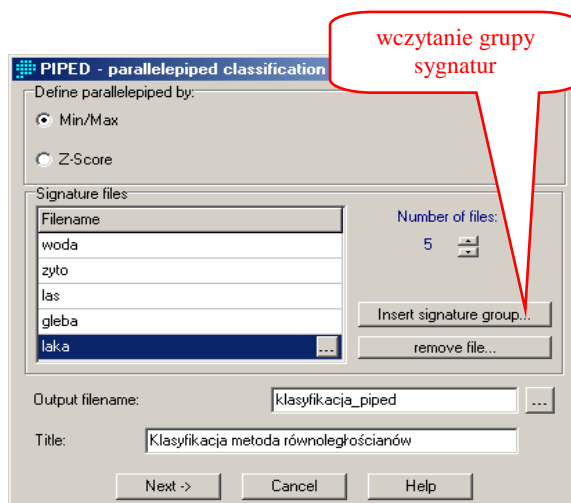 wczytanie grupy
sygnatur
PIPED - parallelepiped classification
Define parallelepiped by:
Min/Max
Z-Score
Signature files
Filename
woda
zyto
las
gleba
laka
...
Number of files:
5
Insert signature group...
remove file...
Output filename:
klasyfikacja_piped
...
Title:
Klasyfikacja metoda równoległościanów
Next ->
Cancel
Help